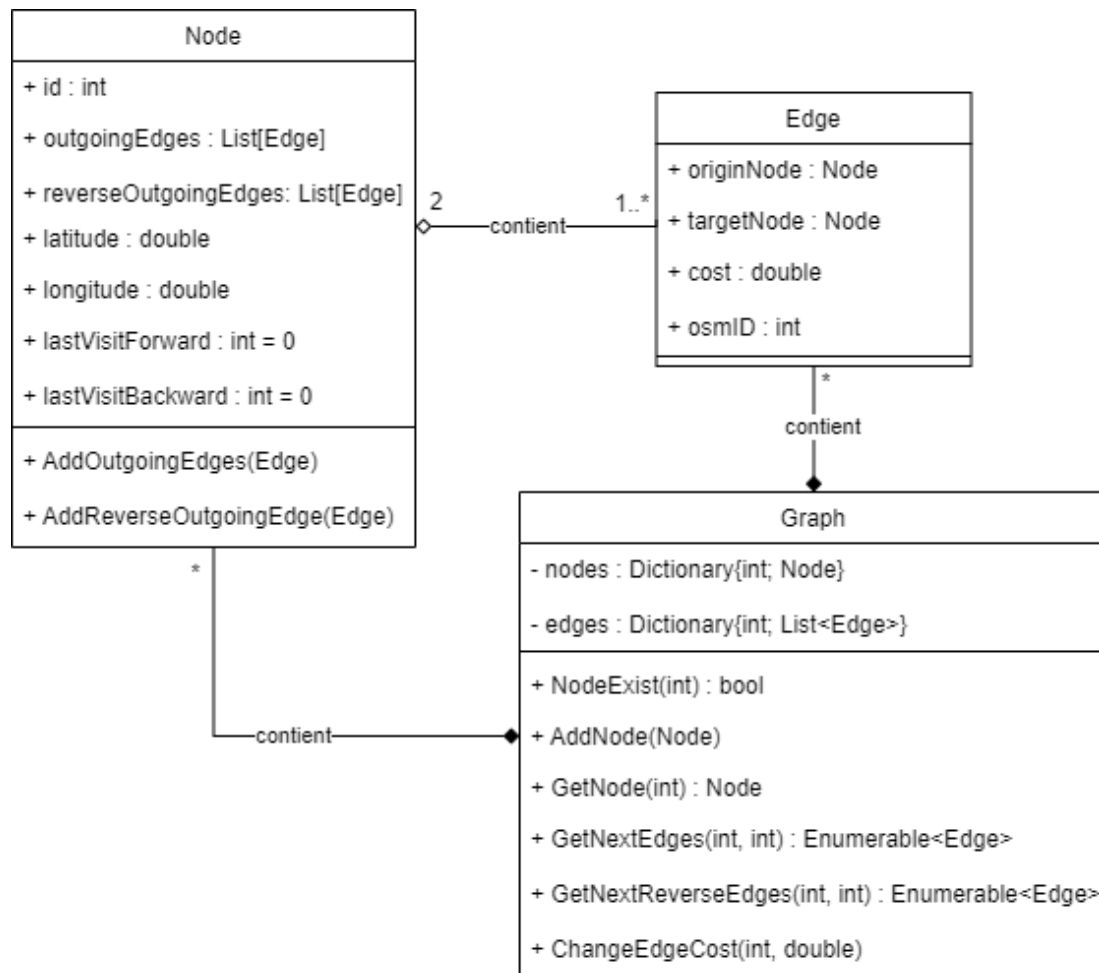 Node
+ id : int
+ outgoingEdges : List[Edge]
+ reverseOutgoingEdges: List[Edge]
+ latitude : double
+ longitude : double
+ lastVisitForward : int = 0
+ lastVisitBackward : int = 0
+ AddOutgoingEdges(Edge)
+ AddReverseOutgoingEdge(Edge)
2
contient
1..*
Edge
+ originNode : Node
+ targetNode : Node
+ cost : double
+ osmID : int
*
contient
*
contient
Graph
- nodes : Dictionary{int; Node}
- edges : Dictionary{int; List<Edge>}
+ NodeExist(int) : bool
+ AddNode(Node)
+ GetNode(int) : Node
+ GetNextEdges(int, int) : Enumerable<Edge>
+ GetNextReverseEdges(int, int) : Enumerable<Edge>
+ ChangeEdgeCost(int, double)